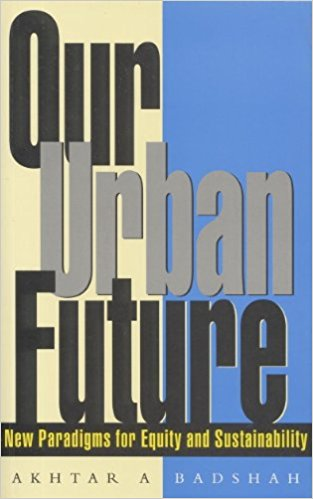 Our
Urban
Future
New Paradigms for Equity and Sustainability
AKHTAR A BADSHAH